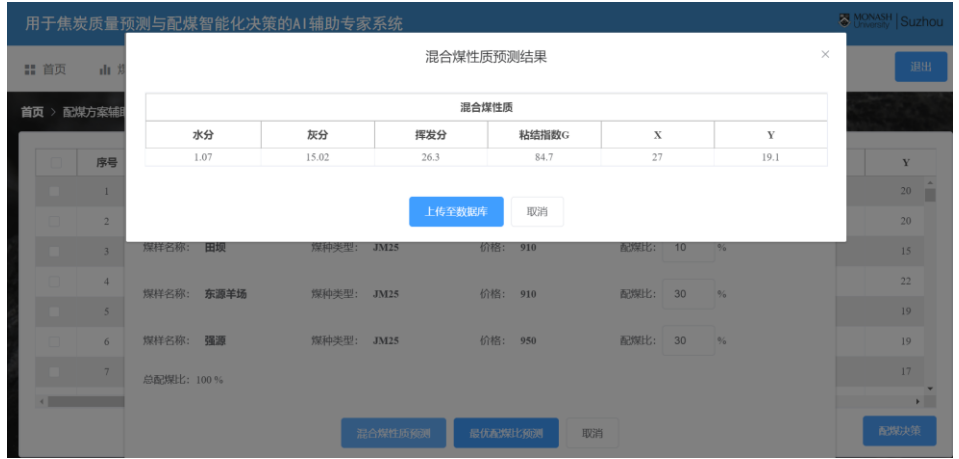 用于焦炭质量预测与配煤智能化决策的AI辅助专家系统
MONASH University | Suzhou
首页
退出
首页 > 配煤方案辅
混合煤性质预测结果 ×
混合煤性质
水分 灰分 挥发分 粘结指数G X Y
1.07 15.02 26.3 84.7 27 19.1
上传至数据库 取消
序号 Y
1 20
2 20
3 煤样名称: 田坝 煤种类型: JM25 价格: 910 配煤比: 10 % 15
4 22
煤样名称: 东源羊场 煤种类型: JM25 价格: 910 配煤比: 30 %
5 19
6 煤样名称: 强源 煤种类型: JM25 价格: 950 配煤比: 30 % 19
7 17
总配煤比: 100 %
混合煤性质预测 最优配煤比预测 取消
配煤决策